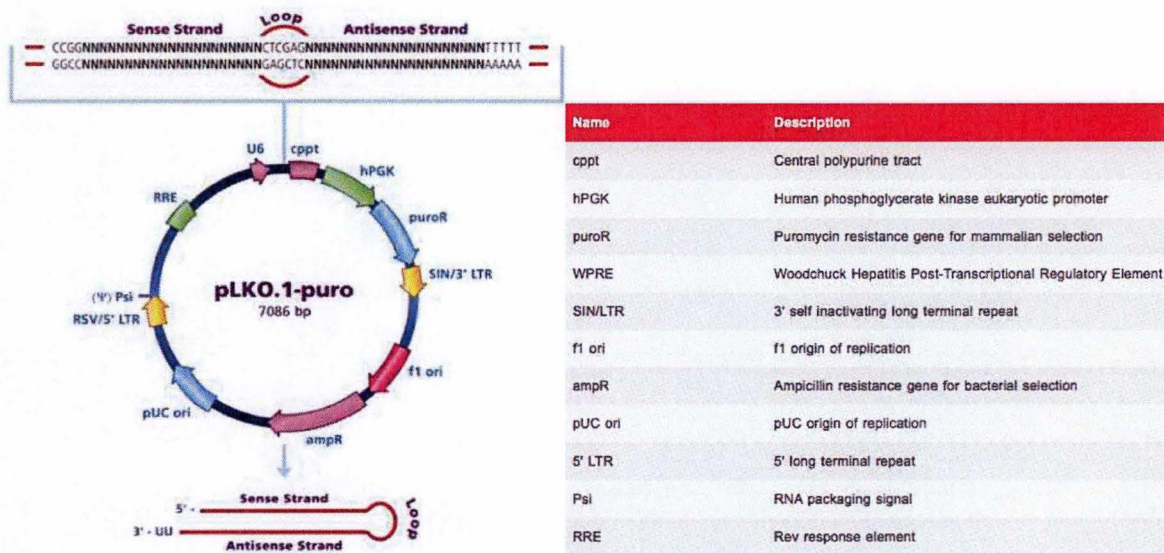 Sense Strand Loop Antisense Strand
CCGGNNNNNNNNNNNNNNNNNNNNNCTCGAGNNNNNNNNNNNNNNNNNNNNNTTTTT
GGCCNNNNNNNNNNNNNNNNNNNNNGAGCTCNNNNNNNNNNNNNNNNNNNNNAAAAA
U6
cppt
hPGK
RRE
puroR
SIN/3' LTR
pLKO.1-puro
7086 bp
(Ψ) Psi
RSV/5' LTR
f1 ori
pUC ori
ampR
5' - Sense Strand
Loop
3' - UU Antisense Strand
Name Description
cppt Central polypurine tract
hPGK Human phosphoglycerate kinase eukaryotic promoter
puroR Puromycin resistance gene for mammalian selection
WPRE Woodchuck Hepatitis Post-Transcriptional Regulatory Element
SIN/LTR 3' self inactivating long terminal repeat
f1 ori f1 origin of replication
ampR Ampicillin resistance gene for bacterial selection
pUC ori pUC origin of replication
5' LTR 5' long terminal repeat
Psi RNA packaging signal
RRE Rev response element